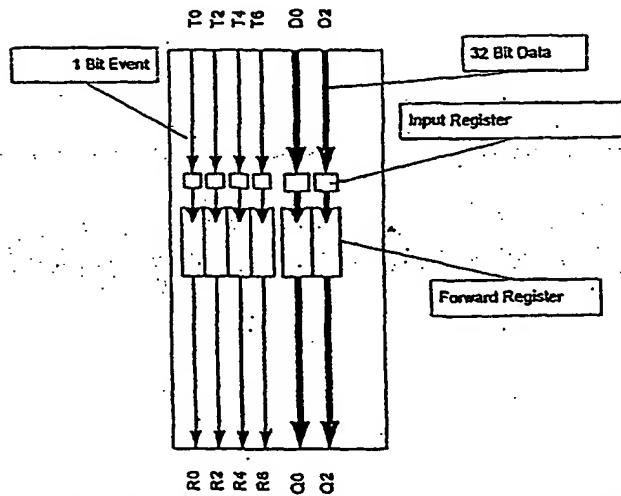 T0 T2 T4 T6 D0 D2
1 Bit Event
32 Bit Data
Input Register
Forward Register
R0 R2 R4 R6 Q0 Q2